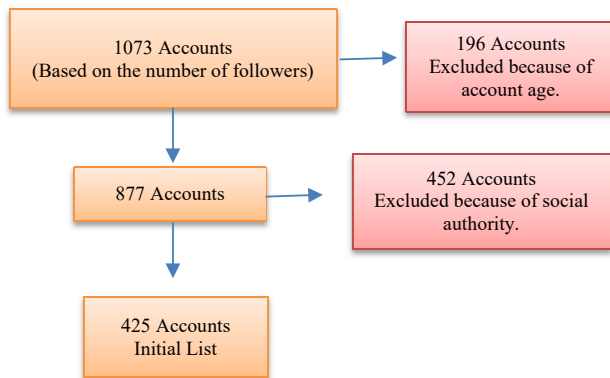 1073 Accounts
(Based on the number of followers)
196 Accounts
Excluded because of
account age.
877 Accounts
452 Accounts
Excluded because of social
authority.
425 Accounts
Initial List